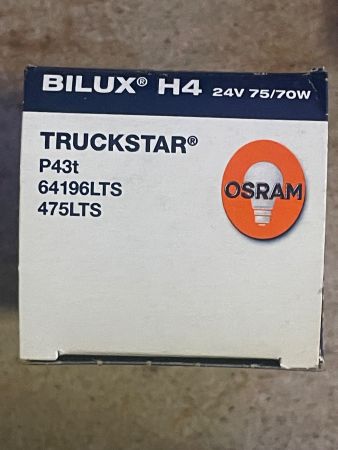 BILUX® H4 24V 75/70W
TRUCKSTAR®
P43t
64196LTS
475LTS
OSRAM